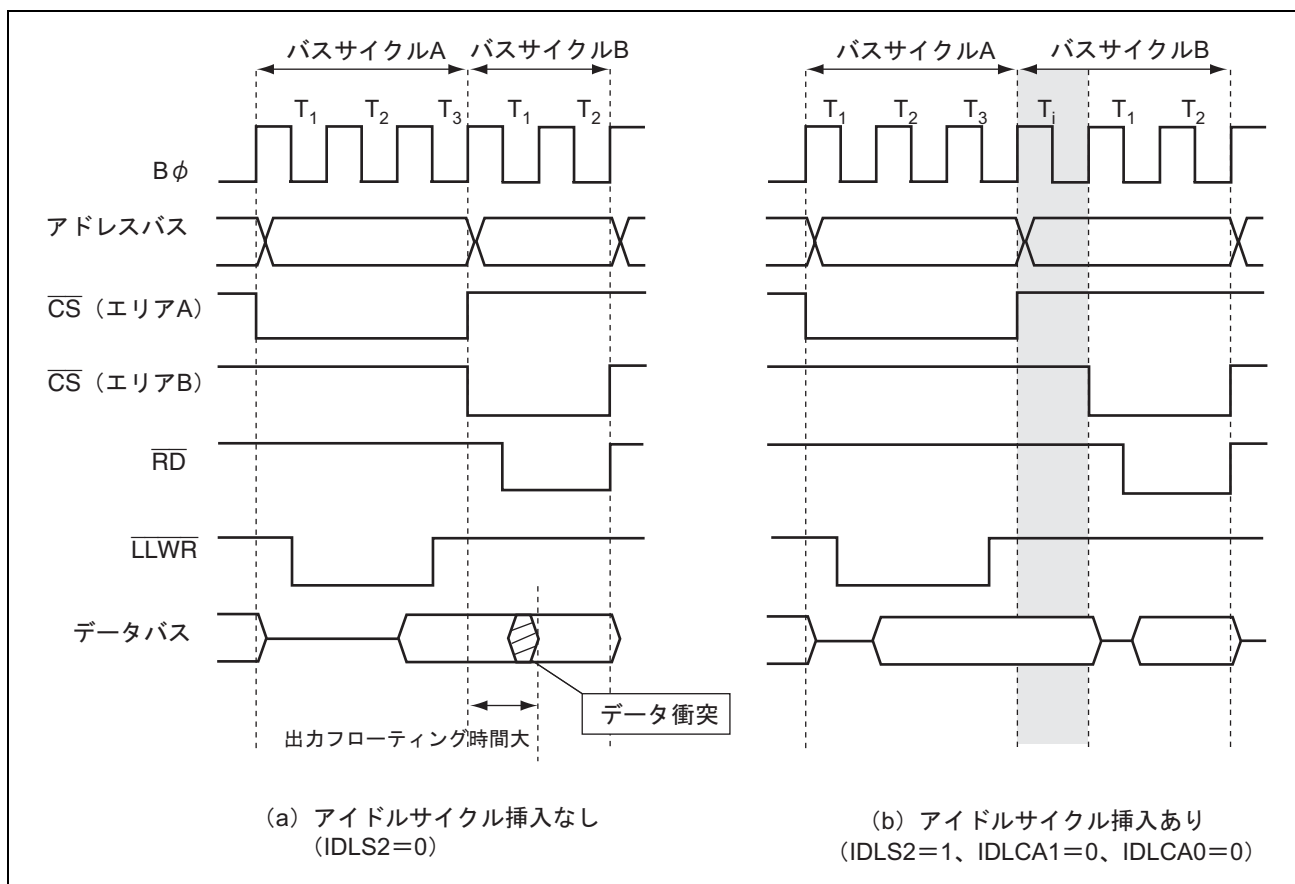 バスサイクルA バスサイクルB
T1 T2 T3 T1 T2
Bφ
アドレスバス
CS（エリアA）
CS（エリアB）
RD
LLWR
データバス
データ衝突
出力フローティング時間大
（a）アイドルサイクル挿入なし
（IDLS2＝0）
バスサイクルA バスサイクルB
T1 T2 T3 Ti T1 T2
（b）アイドルサイクル挿入あり
（IDLS2＝1、IDLCA1＝0、IDLCA0＝0）